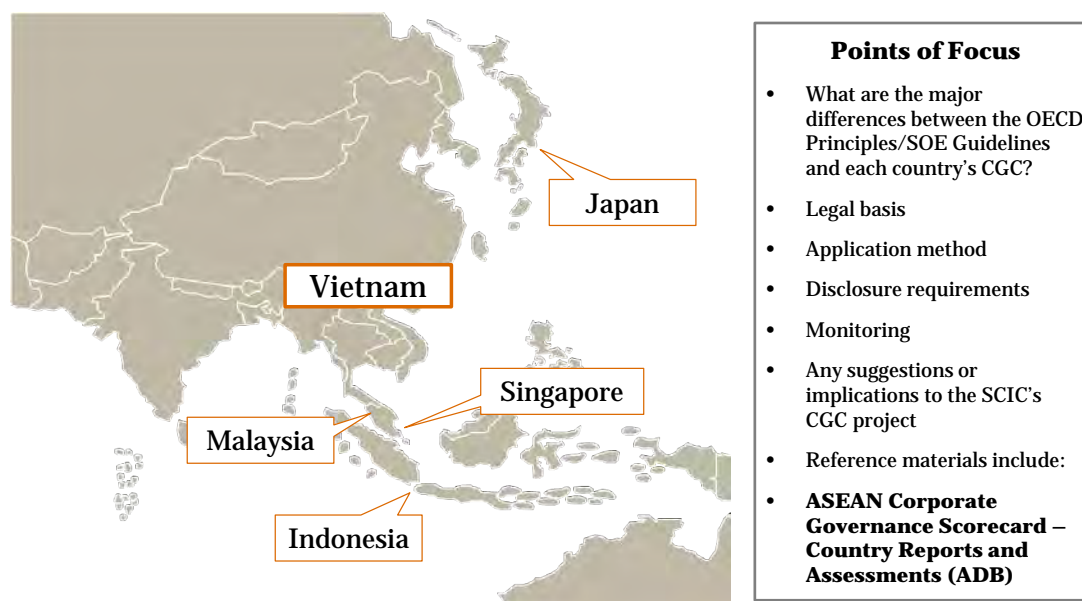 Japan
Vietnam
Singapore
Malaysia
Indonesia
Points of Focus
• What are the major
differences between the OECD
Principles/SOE Guidelines
and each country's CGC?
• Legal basis
• Application method
• Disclosure requirements
• Monitoring
• Any suggestions or
implications to the SCIC's
CGC project
• Reference materials include:
• ASEAN Corporate
Governance Scorecard –
Country Reports and
Assessments (ADB)